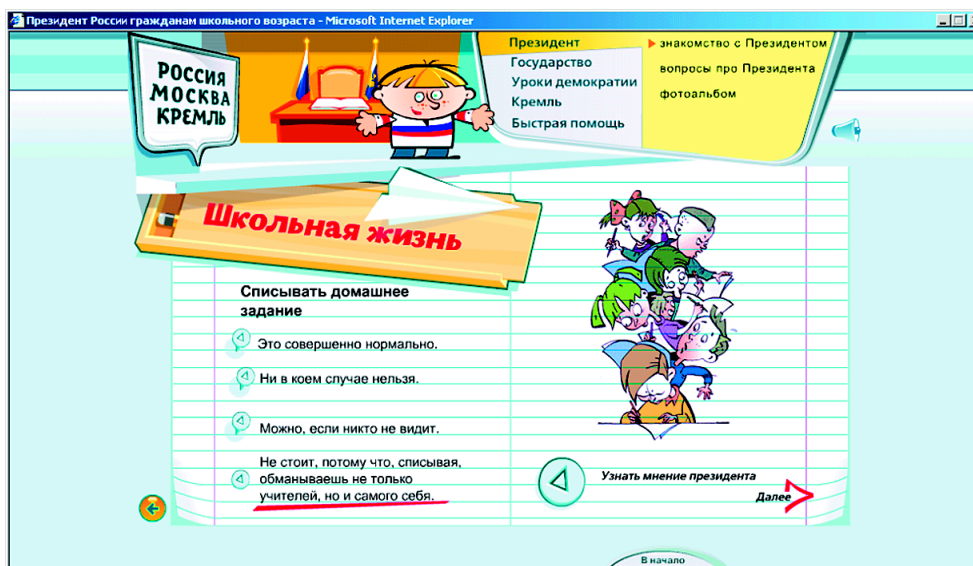 Президент России гражданам школьного возраста - Microsoft Internet Explorer
РОССИЯ
МОСКВА
КРЕМЛЬ
Президент
Государство
Уроки демократии
Кремль
Быстрая помощь
знакомство с Президентом
вопросы про Президента
фотоальбом
Школьная жизнь
Списывать домашнее
задание
Это совершенно нормально.
Ни в коем случае нельзя.
Можно, если никто не видит.
Не стоит, потому что, списывая,
обманываешь не только
учителей, но и самого себя.
Узнать мнение президента
Далее
В начало